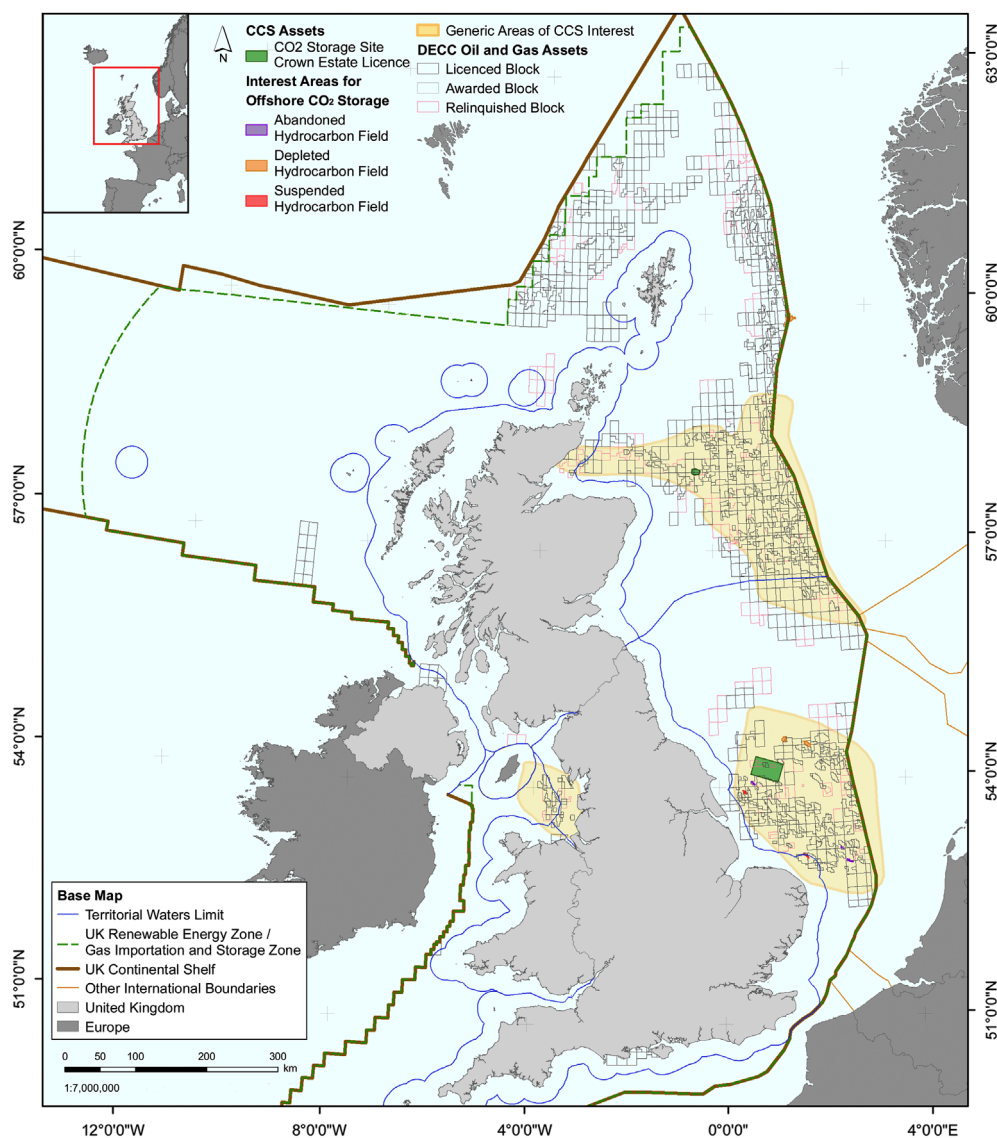 N
CCS Assets
CO2 Storage Site
Crown Estate Licence
Interest Areas for
Offshore CO2 Storage
Abandoned
Hydrocarbon Field
Depleted
Hydrocarbon Field
Suspended
Hydrocarbon Field
Generic Areas of CCS Interest
DECC Oil and Gas Assets
Licenced Block
Awarded Block
Relinquished Block
63°0'0"N
60°0'0"N
60°0'0"N
57°0'0"N
57°0'0"N
54°0'0"N
54°0'0"N
51°0'0"N
51°0'0"N
Base Map
Territorial Waters Limit
UK Renewable Energy Zone /
Gas Importation and Storage Zone
UK Continental Shelf
Other International Boundaries
United Kingdom
Europe
0 50 100 200 300
km
1:7,000,000
12°0'0"W 8°0'0"W 4°0'0"W 0°0'0" 4°0'0"E